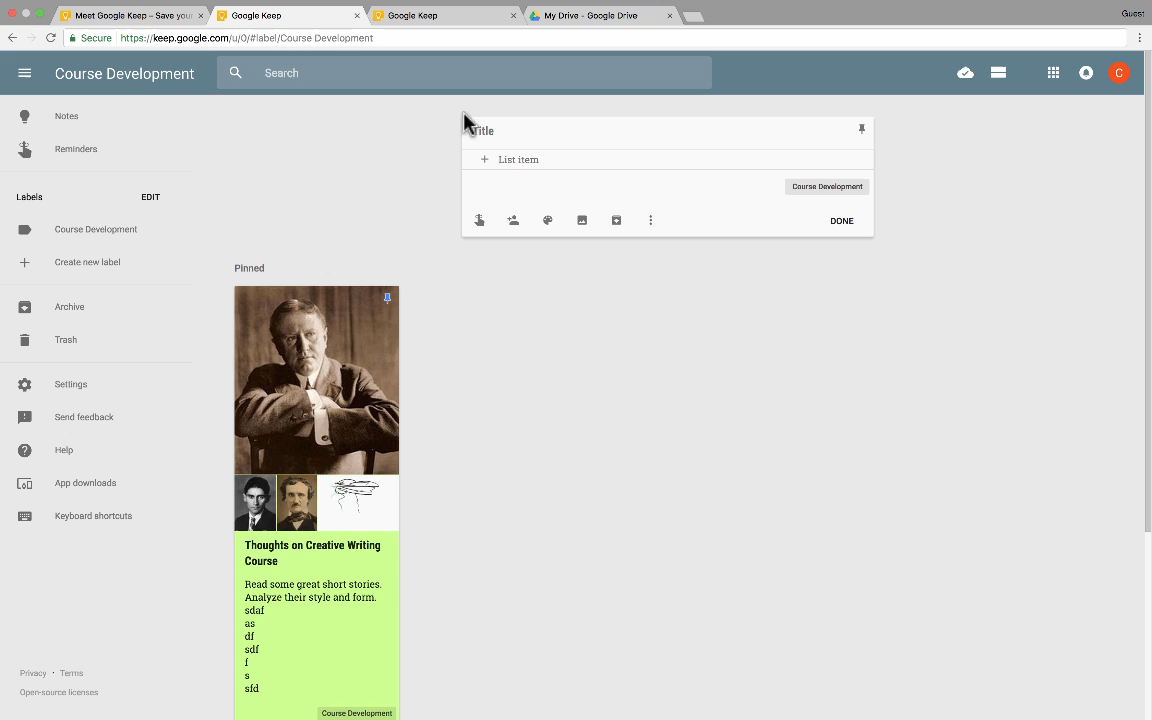 Meet Google Keep – Save your
Google Keep
Google Keep
My Drive - Google Drive
Guest
Secure
https://keep.google.com/u/0/#label/Course Development
Course Development
Search
C
Notes
Reminders
Labels
EDIT
Course Development
Create new label
Archive
Trash
Settings
Send feedback
Help
App downloads
Keyboard shortcuts
Privacy · Terms
Open-source licenses
Title
+ List item
Course Development
DONE
Pinned
Thoughts on Creative Writing
Course
Read some great short stories.
Analyze their style and form.
sdaf
as
df
sdf
f
s
sfd
Course Development